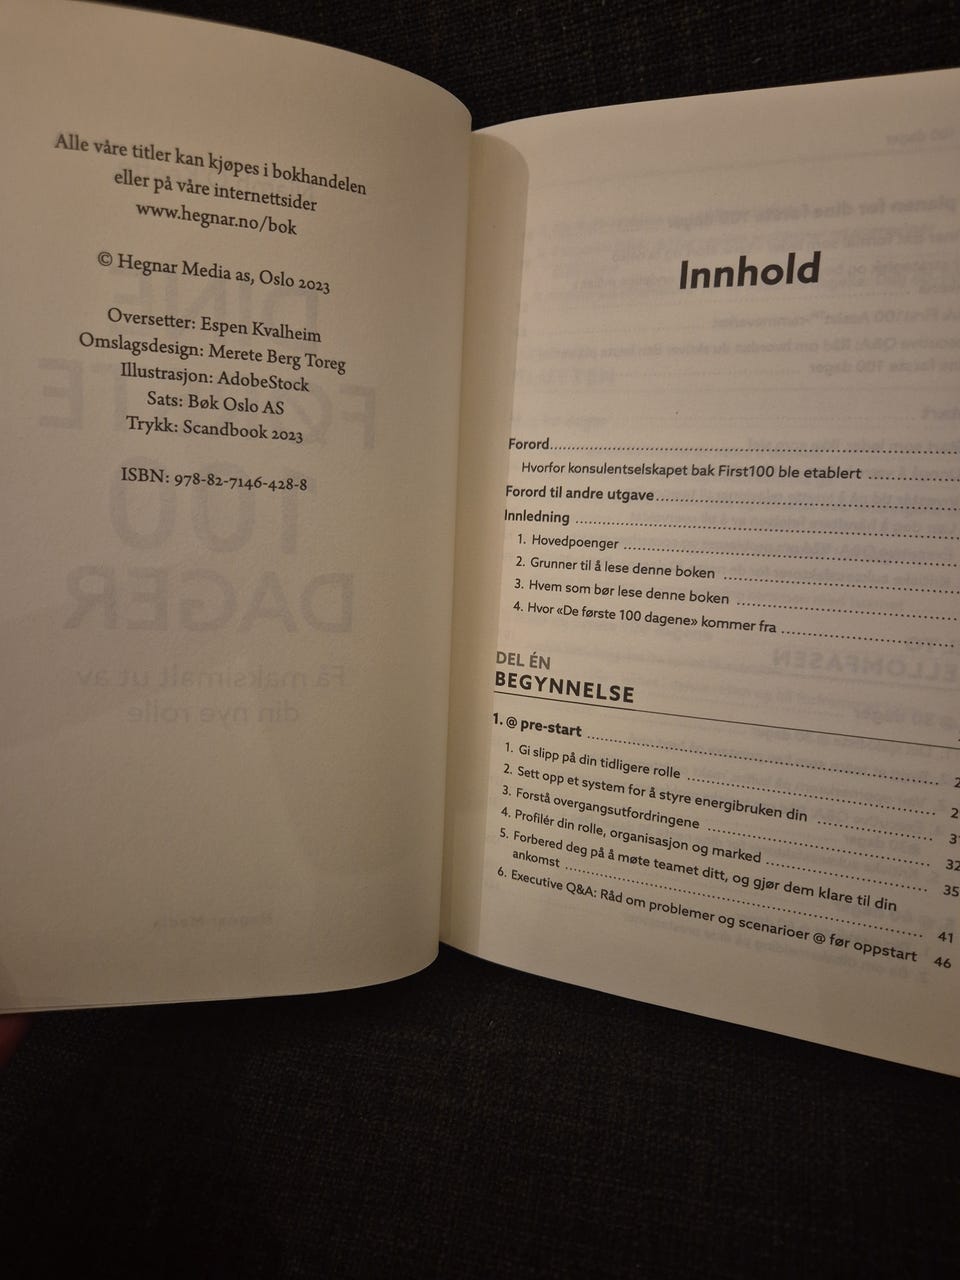 Alle våre titler kan kjøpes i bokhandelen
eller på våre internettsider
www.hegnar.no/bok
© Hegnar Media as, Oslo 2023
Oversetter: Espen Kvalheim
Omslagsdesign: Merete Berg Toreg
Illustrasjon: AdobeStock
Sats: Bøk Oslo AS
Trykk: Scandbook 2023
ISBN: 978-82-7146-428-8
Innhold
Forord
Hvorfor konsulentselskapet bak First100 ble etablert
Forord til andre utgave
Innledning
1. Hovedpoenger
2. Grunner til å lese denne boken
3. Hvem som bør lese denne boken
4. Hvor «De første 100 dagene» kommer fra
DEL ÉN
BEGYNNELSE
1. @ pre-start
1. Gi slipp på din tidligere rolle
2. Sett opp et system for å styre energibruken din
3. Forstå overgangsutfordringene
4. Profilér din rolle, organisasjon og marked 32
5. Forbered deg på å møte teamet ditt, og gjør dem klare til din 35
ankomst 41
6. Executive Q&A: Råd om problemer og scenarioer @ før oppstart 46